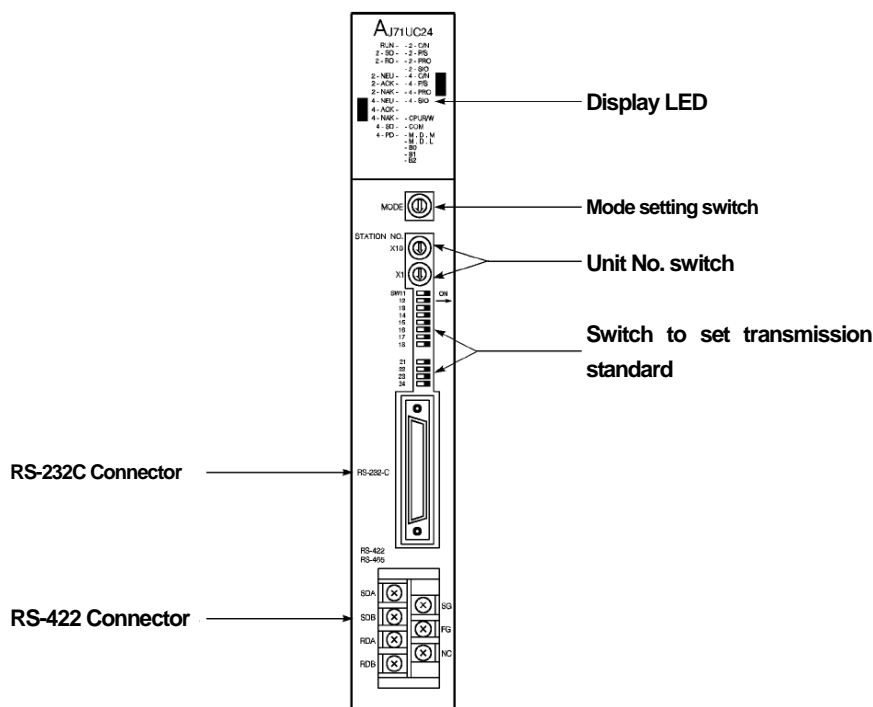 AJ71UC24
RUN - - 2 - C/N
2 - SD - - 2 - P/S
2 - RD - - 2 - PRO
- 2 - SIO
2 - NEU - - 4 - C/N
2 - ACK - - 4 - P/S
2 - NAK - - 4 - PRO
4 - NEU - - 4 - SIO
4 - ACK -
4 - NAK - - CPUR/W
4 - SD - - COM
4 - PD - - M . D . M
- M . D . L
- B0
- B1
- B2
Display LED
MODE
Mode setting switch
STATION NO.
X10
X1
Unit No. switch
SW11 ON
12
13
14
15
16
17
18
Switch to set transmission
standard
21
22
23
24
RS-232C Connector
RS-232-C
RS-422
RS-485
RS-422 Connector
SDA
SG
SDB
FG
RDA
NC
RDB